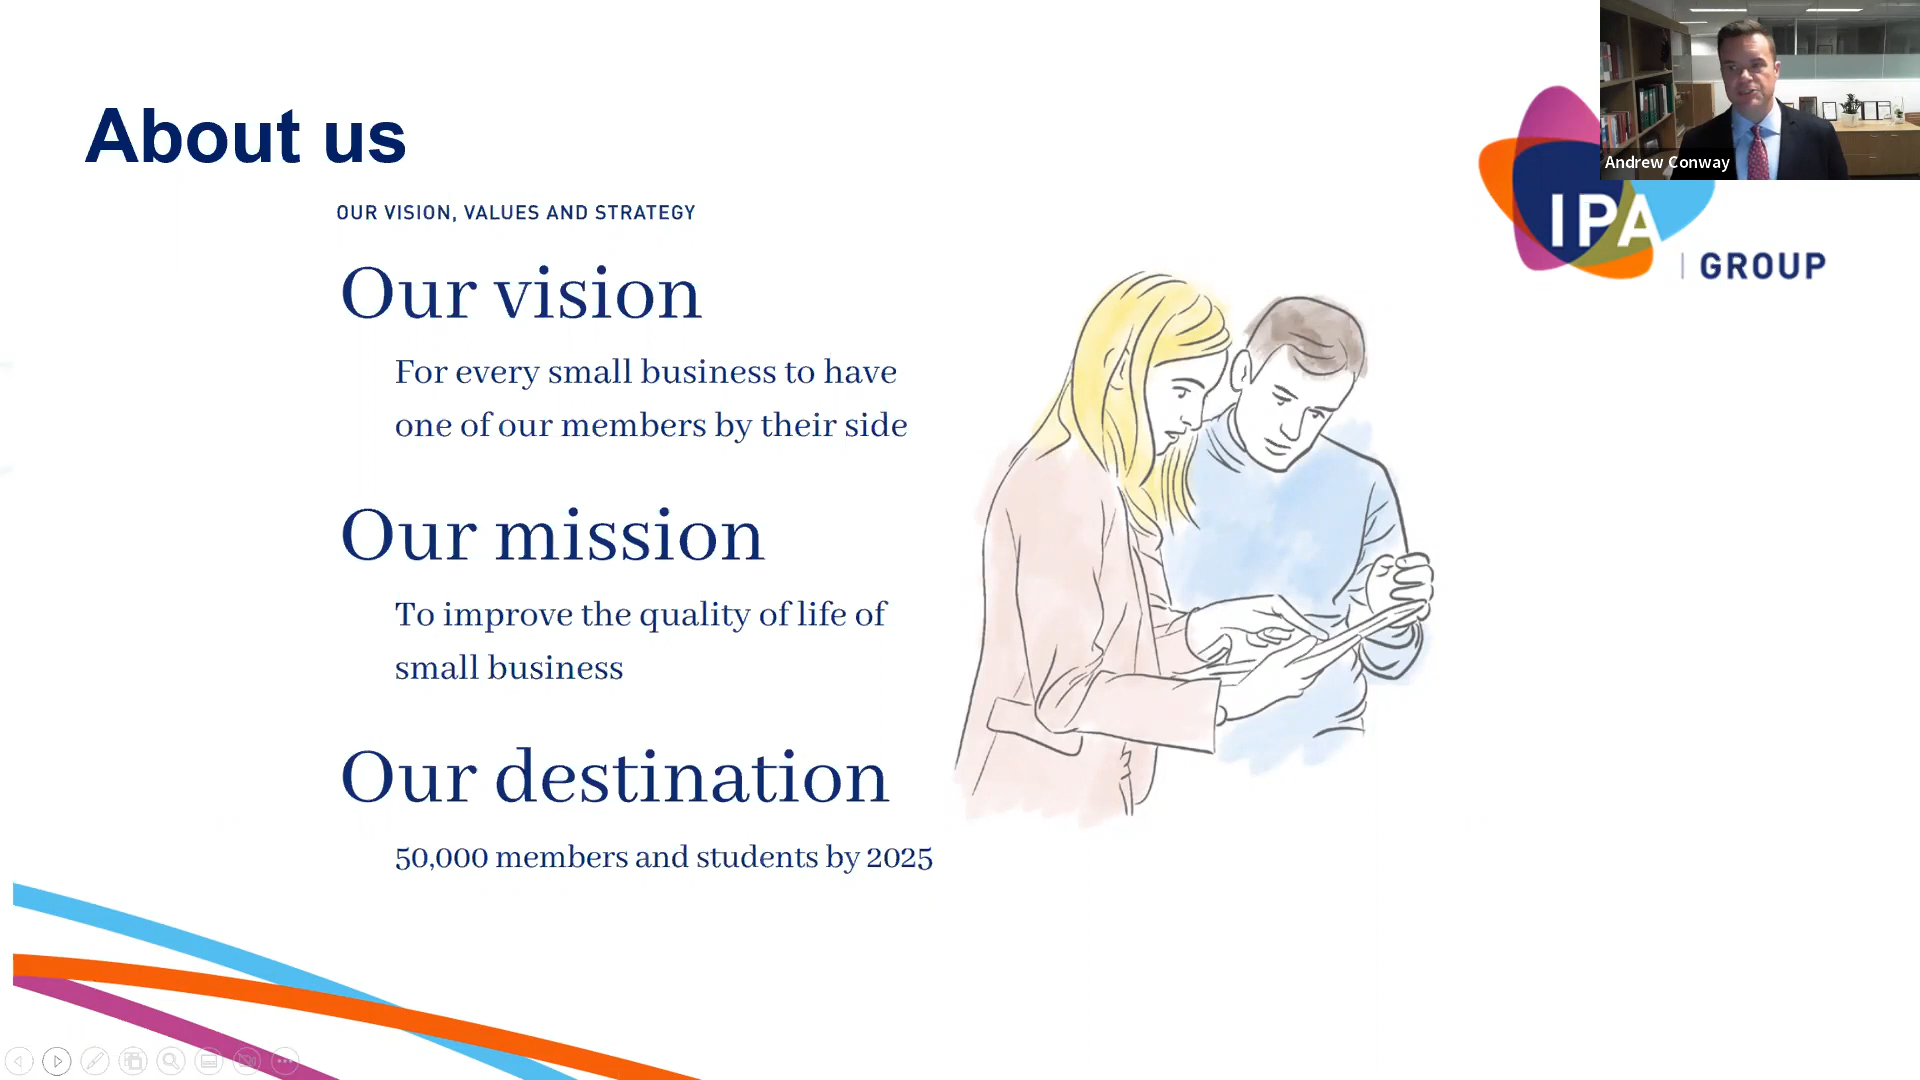 About us
OUR VISION, VALUES AND STRATEGY
Our vision
For every small business to have
one of our members by their side
Our mission
To improve the quality of life of
small business
Our destination
50,000 members and students by 2025
IPA
GROUP
Andrew Conway